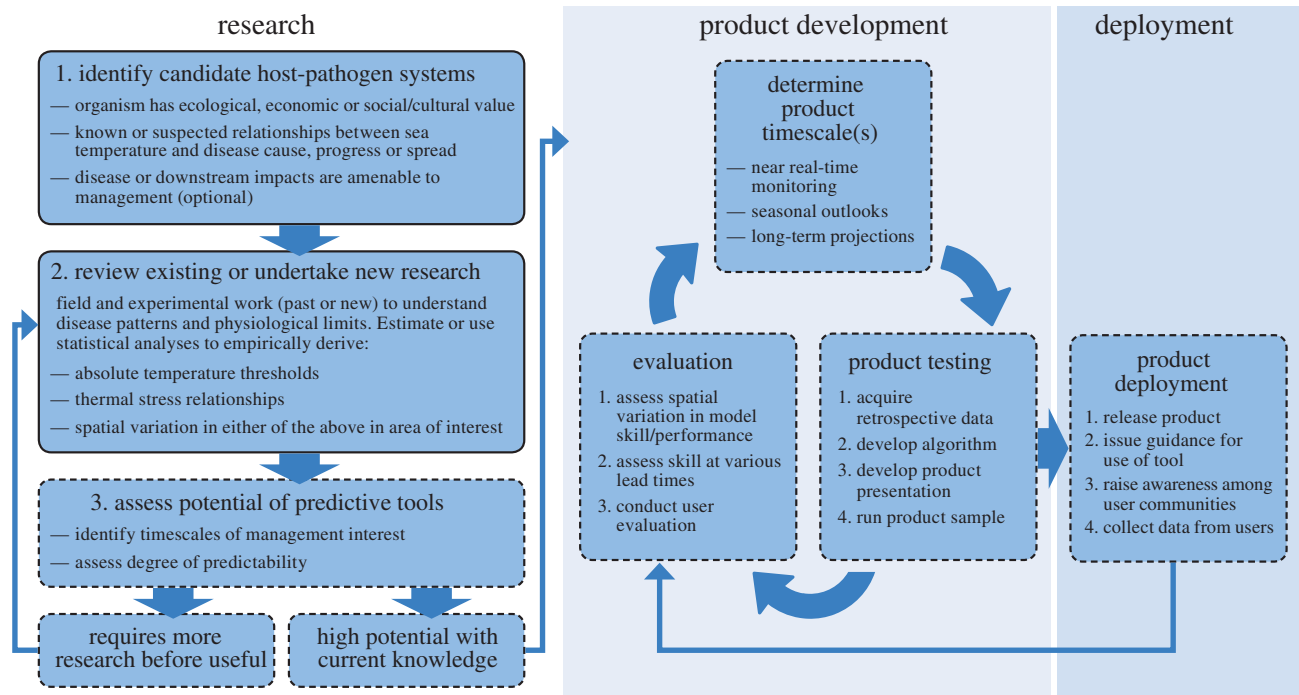 research
1. identify candidate host-pathogen systems
— organism has ecological, economic or social/cultural value
— known or suspected relationships between sea
temperature and disease cause, progress or spread
— disease or downstream impacts are amenable to
management (optional)
2. review existing or undertake new research
field and experimental work (past or new) to understand
disease patterns and physiological limits. Estimate or use
statistical analyses to empirically derive:
— absolute temperature thresholds
— thermal stress relationships
— spatial variation in either of the above in area of interest
3. assess potential of predictive tools
— identify timescales of management interest
— assess degree of predictability
requires more
research before useful
high potential with
current knowledge
product development
determine
product
timescale(s)
— near real-time
monitoring
— seasonal outlooks
— long-term projections
evaluation
1. assess spatial
variation in model
skill/performance
2. assess skill at various
lead times
3. conduct user
evaluation
product testing
1. acquire
retrospective data
2. develop algorithm
3. develop product
presentation
4. run product sample
deployment
product
deployment
1. release product
2. issue guidance for
use of tool
3. raise awareness among
user communities
4. collect data from users